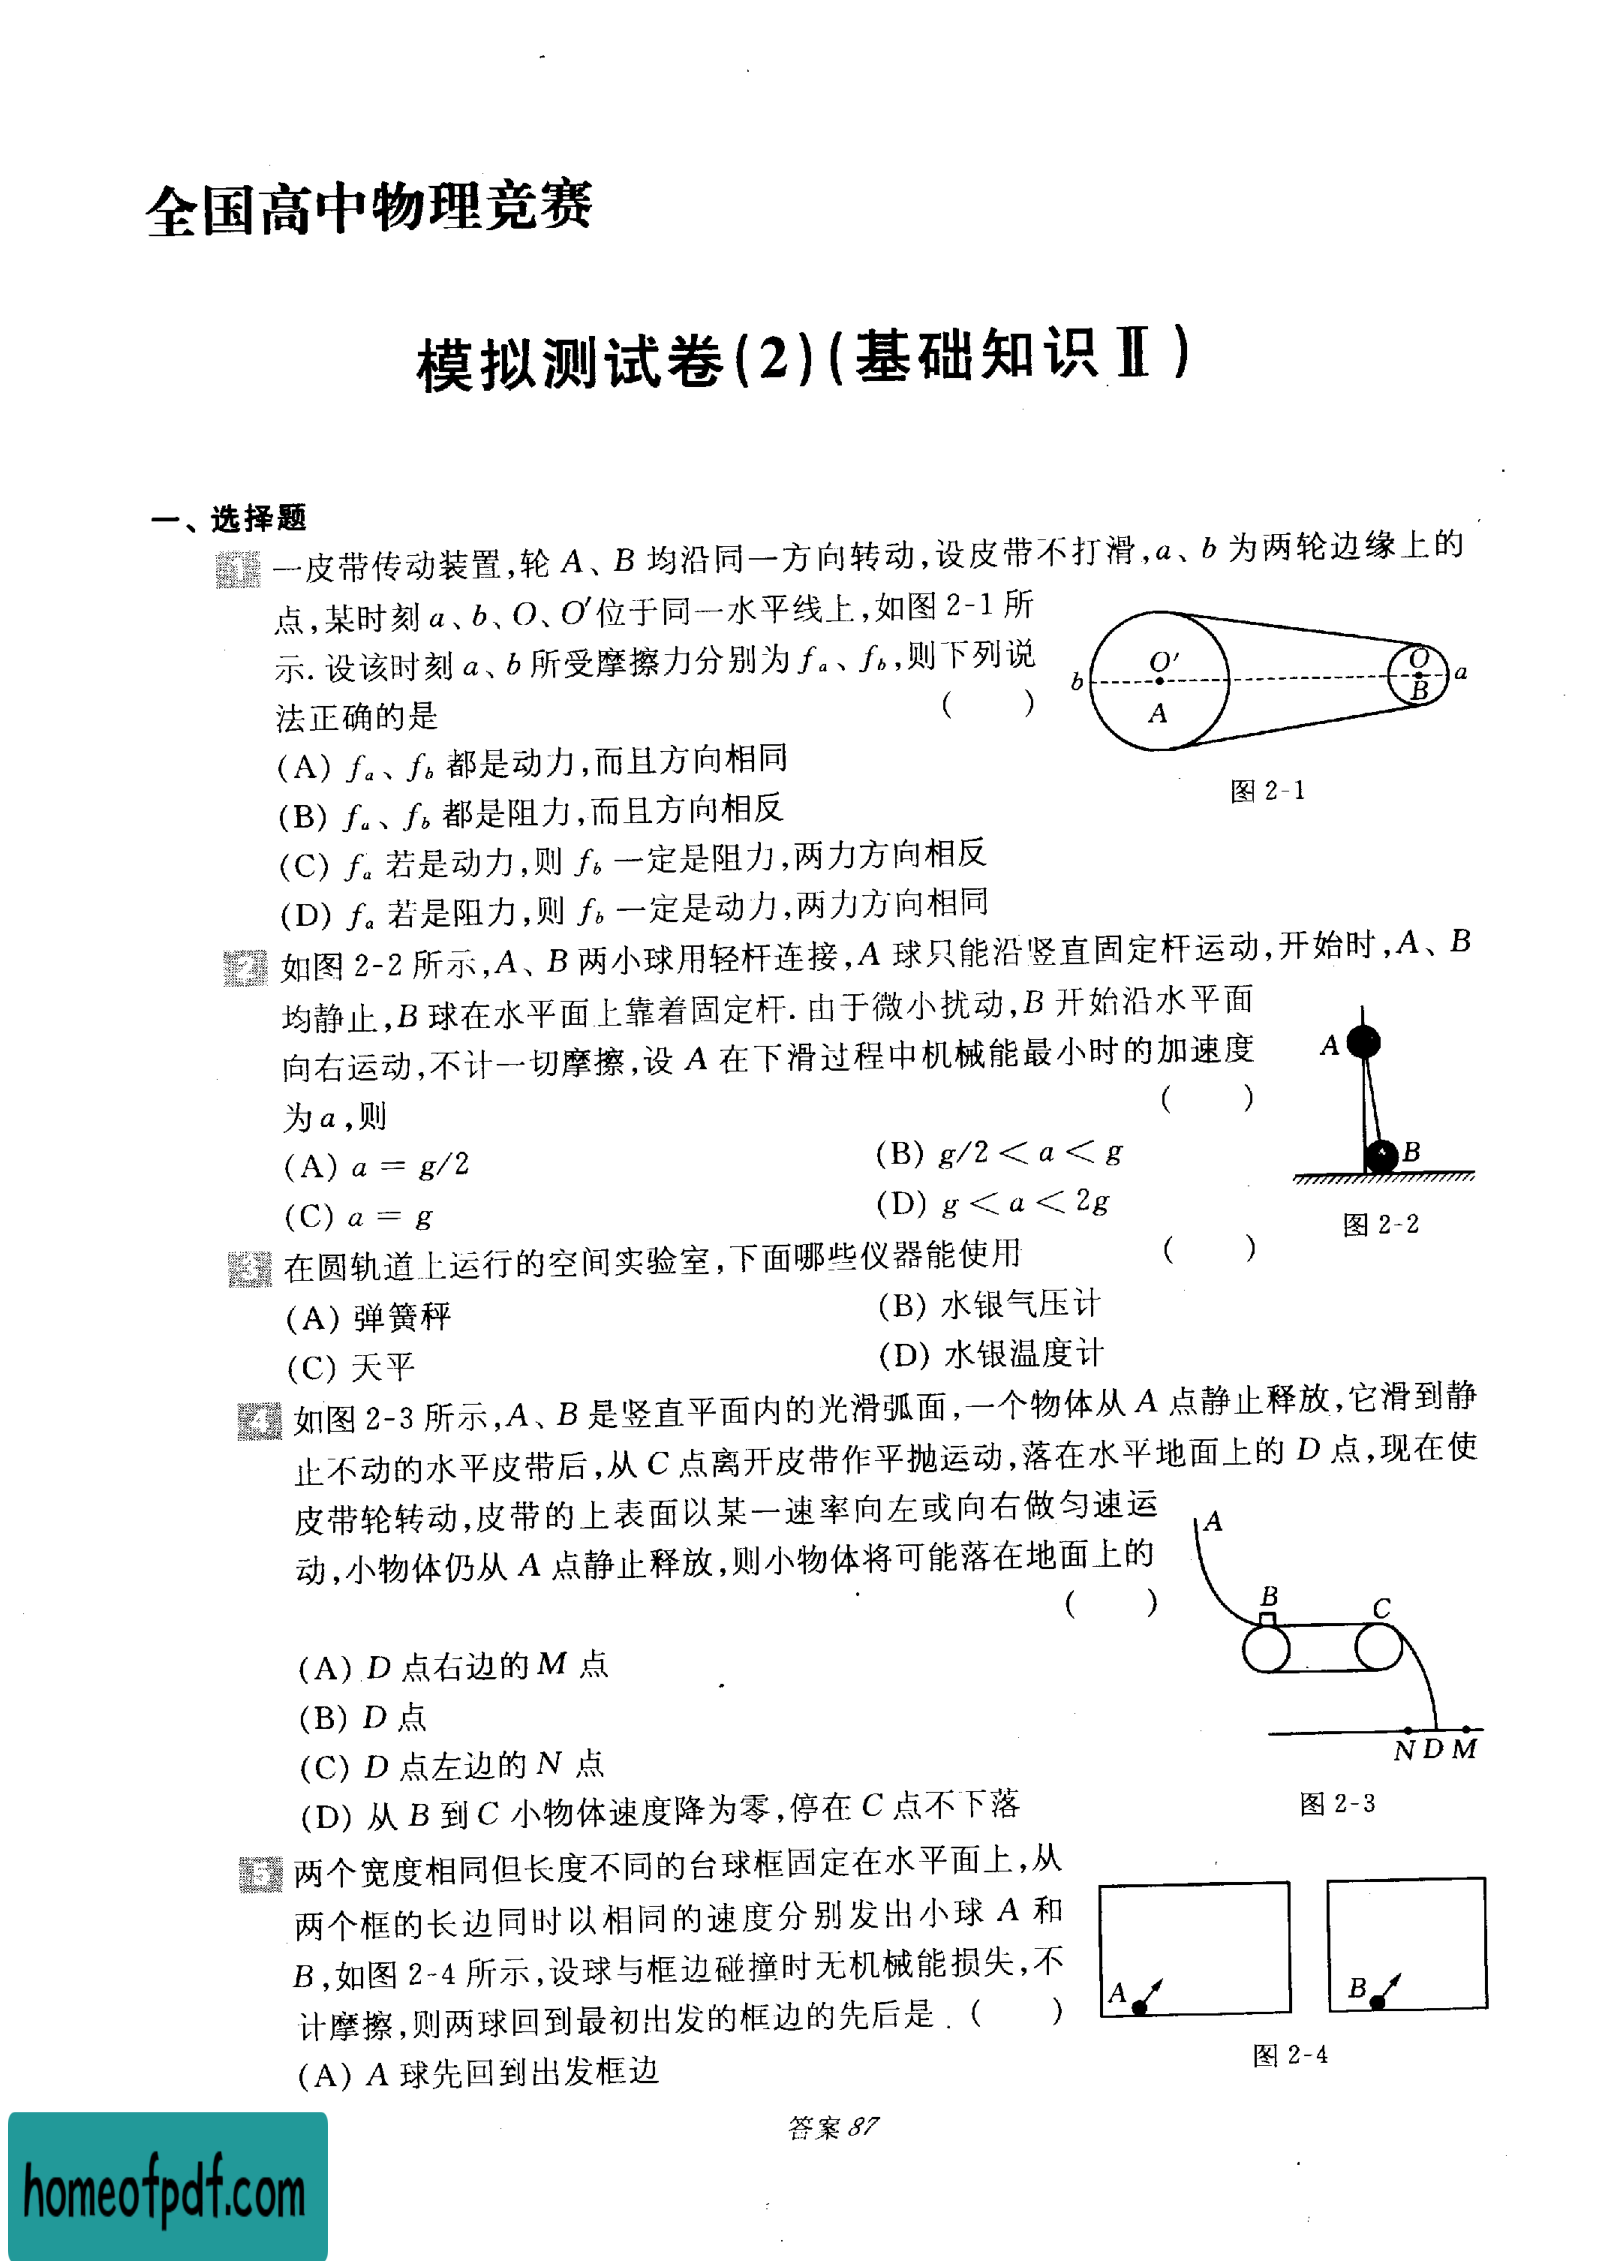 全国高中物理竞赛
模拟测试卷(2)(基础知识Ⅱ)
一、选择题
1 一皮带传动装置,轮 A、B 均沿同一方向转动,设皮带不打滑,a、b 为两轮边缘上的
点,某时刻 a、b、O、O′位于同一水平线上,如图 2-1 所
示.设该时刻 a、b 所受摩擦力分别为 fa、fb,则下列说
法正确的是 ( )
(A) fa、fb 都是动力,而且方向相同
(B) fa、fb 都是阻力,而且方向相反
(C) fa 若是动力,则 fb 一定是阻力,两力方向相反
(D) fa 若是阻力,则 fb 一定是动力,两力方向相同
b O′ A O B a
图 2-1
2 如图 2-2 所示,A、B 两小球用轻杆连接,A 球只能沿竖直固定杆运动,开始时,A、B
均静止,B 球在水平面上靠着固定杆.由于微小扰动,B 开始沿水平面
向右运动,不计一切摩擦,设 A 在下滑过程中机械能最小时的加速度
为 a,则 ( )
(A) a = g/2 (B) g/2 < a < g
(C) a = g (D) g < a < 2g
A
B
图 2-2
3 在圆轨道上运行的空间实验室,下面哪些仪器能使用 ( )
(A) 弹簧秤 (B) 水银气压计
(C) 天平 (D) 水银温度计
4 如图 2-3 所示,A、B 是竖直平面内的光滑弧面,一个物体从 A 点静止释放,它滑到静
止不动的水平皮带后,从 C 点离开皮带作平抛运动,落在水平地面上的 D 点,现在使
皮带轮转动,皮带的上表面以某一速率向左或向右做匀速运
动,小物体仍从 A 点静止释放,则小物体将可能落在地面上的
( )
(A) D 点右边的 M 点
(B) D 点
(C) D 点左边的 N 点
(D) 从 B 到 C 小物体速度降为零,停在 C 点不下落
A
B C
N D M
图 2-3
5 两个宽度相同但长度不同的台球框固定在水平面上,从
两个框的长边同时以相同的速度分别发出小球 A 和
B,如图 2-4 所示,设球与框边碰撞时无机械能损失,不
计摩擦,则两球回到最初出发的框边的先后是.( )
(A) A 球先回到出发框边
A B
图 2-4
答案 87
homeofpdf.com